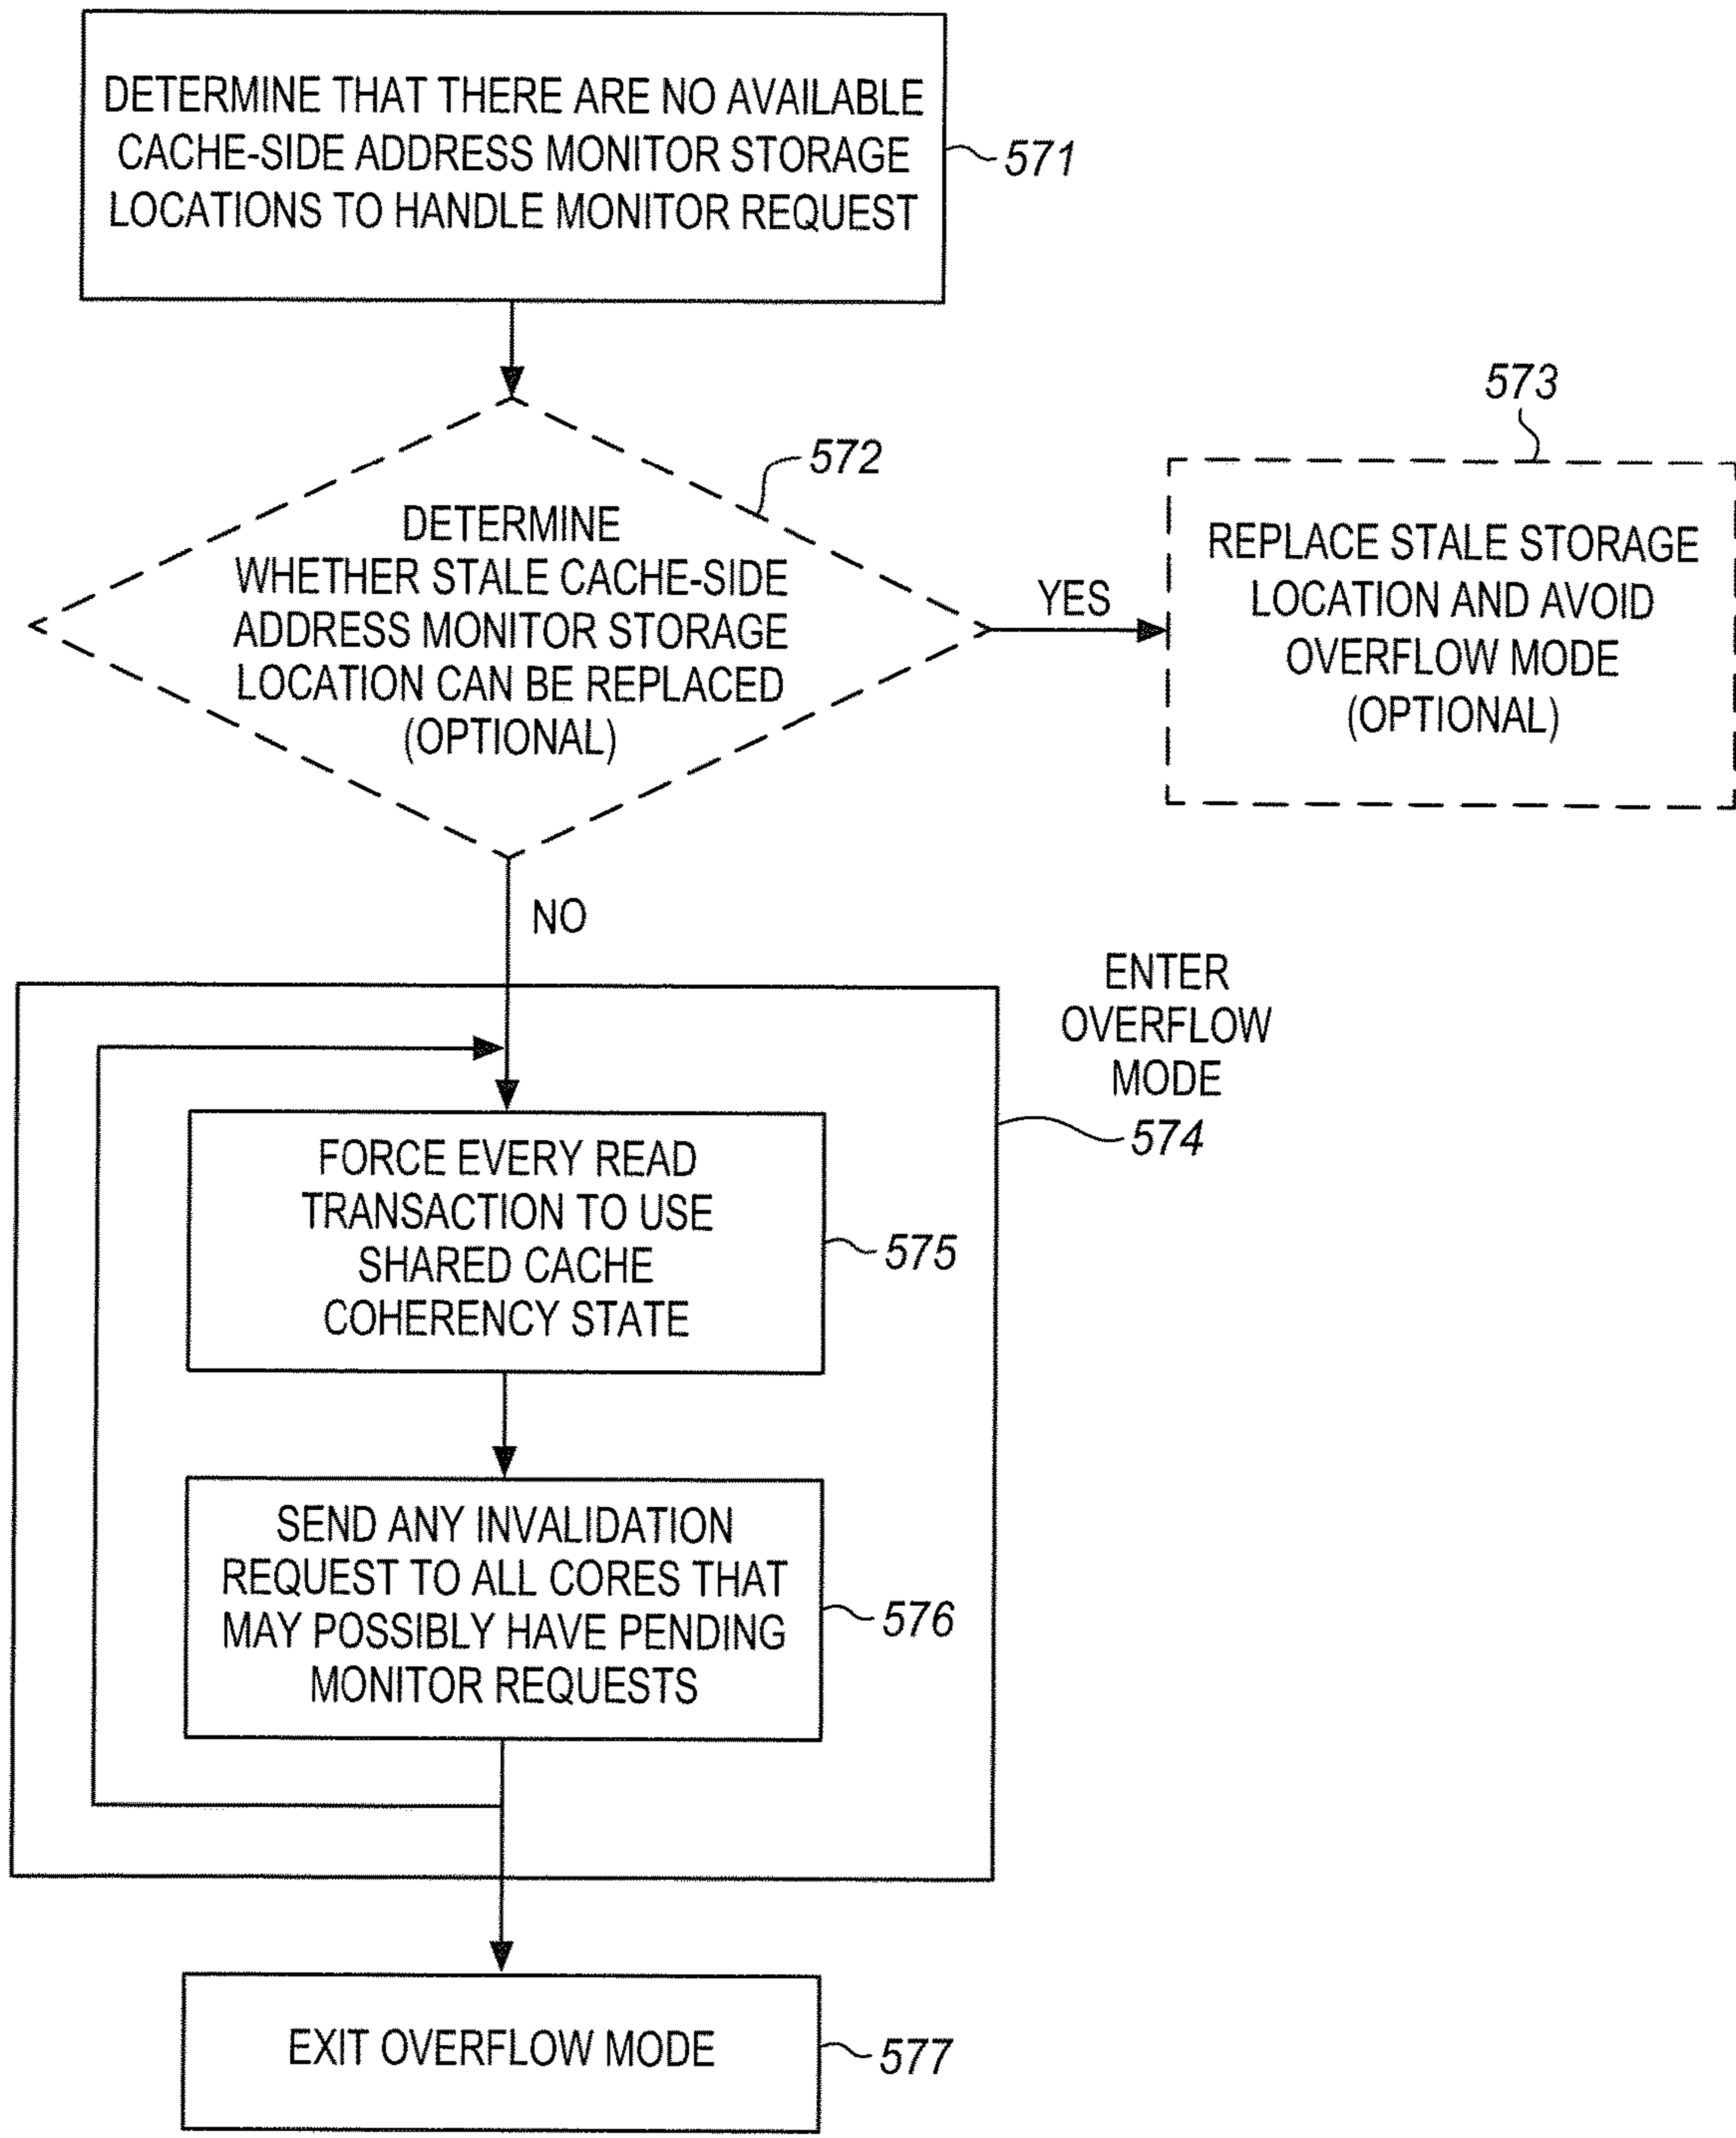 DETERMINE THAT THERE ARE NO AVAILABLE
CACHE-SIDE ADDRESS MONITOR STORAGE
LOCATIONS TO HANDLE MONITOR REQUEST
571
572
DETERMINE
WHETHER STALE CACHE-SIDE
ADDRESS MONITOR STORAGE
LOCATION CAN BE REPLACED
(OPTIONAL)
YES
573
REPLACE STALE STORAGE
LOCATION AND AVOID
OVERFLOW MODE
(OPTIONAL)
NO
ENTER
OVERFLOW
MODE
574
FORCE EVERY READ
TRANSACTION TO USE
SHARED CACHE
COHERENCY STATE
575
SEND ANY INVALIDATION
REQUEST TO ALL CORES THAT
MAY POSSIBLY HAVE PENDING
MONITOR REQUESTS
576
EXIT OVERFLOW MODE
577